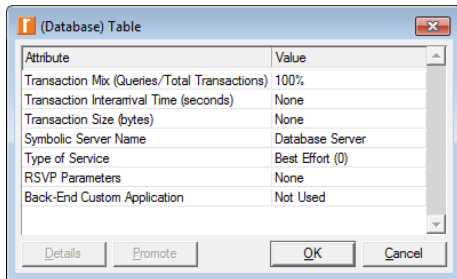 (Database) Table
Attribute Value
Transaction Mix (Queries/Total Transactions) 100%
Transaction Interarrival Time (seconds) None
Transaction Size (bytes) None
Symbolic Server Name Database Server
Type of Service Best Effort (0)
RSVP Parameters None
Back-End Custom Application Not Used
Details Promote OK Cancel